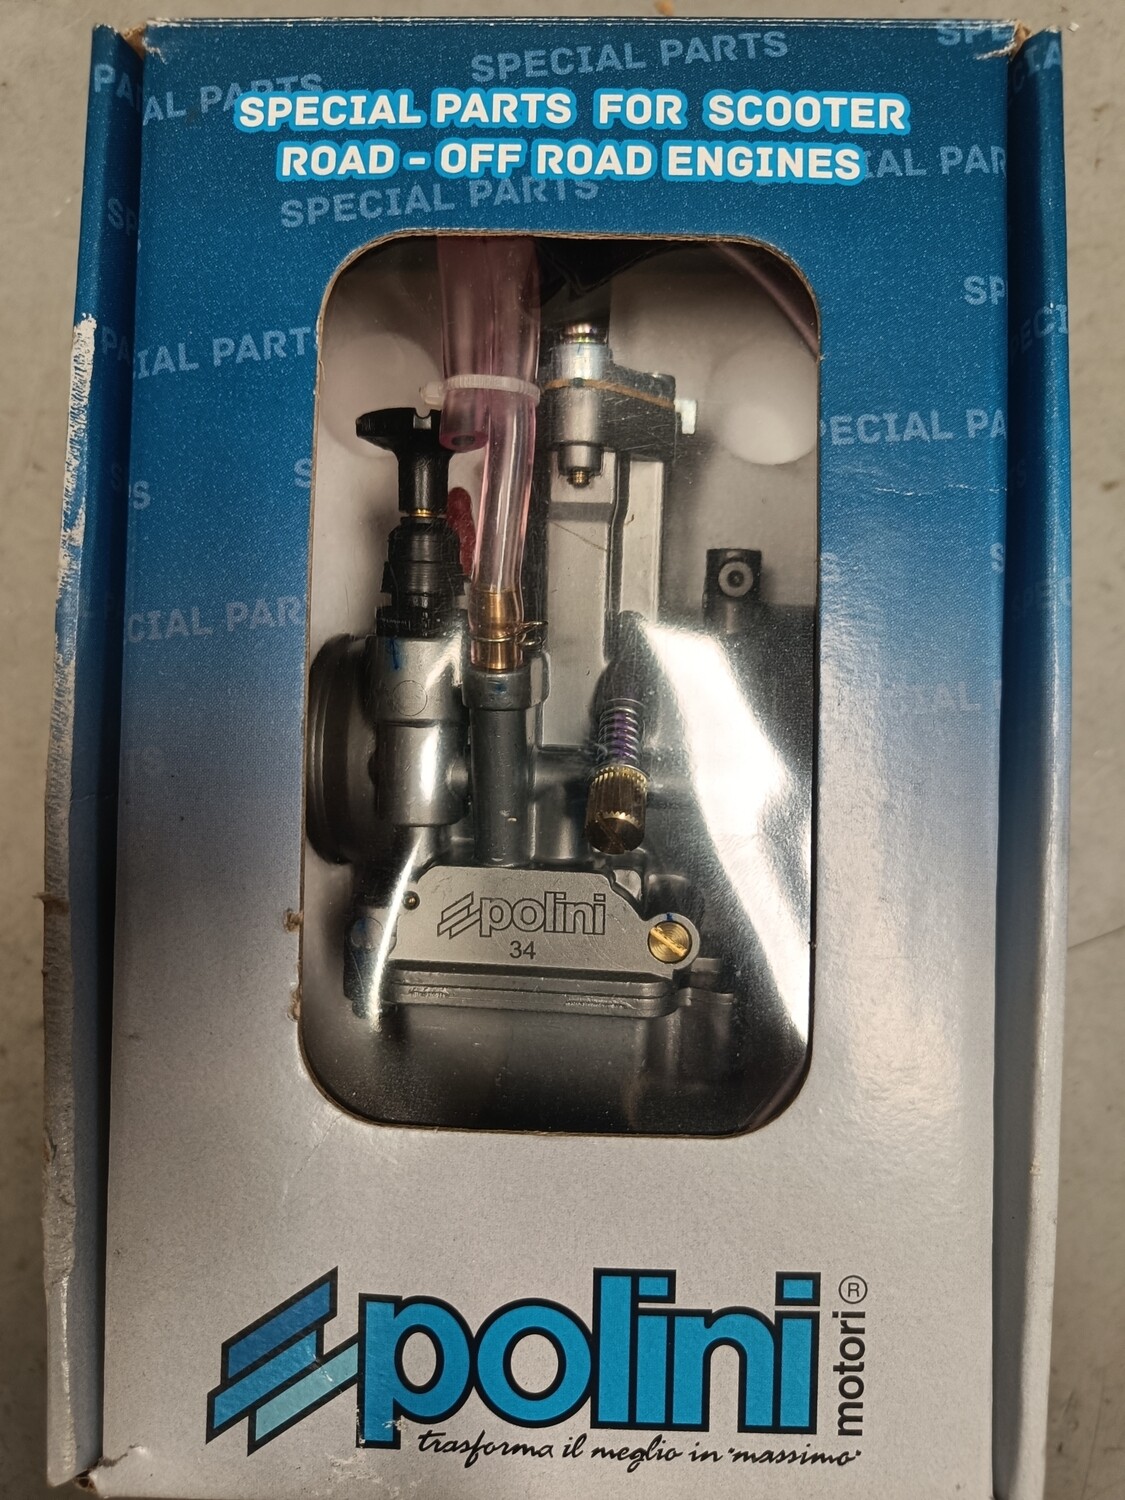 SPECIAL PARTS
SPECIAL PARTS FOR SCOOTER
ROAD - OFF ROAD ENGINES
SPECIAL PARTS
polini
34
polini
motori®
trasforma il meglio in "massimo"